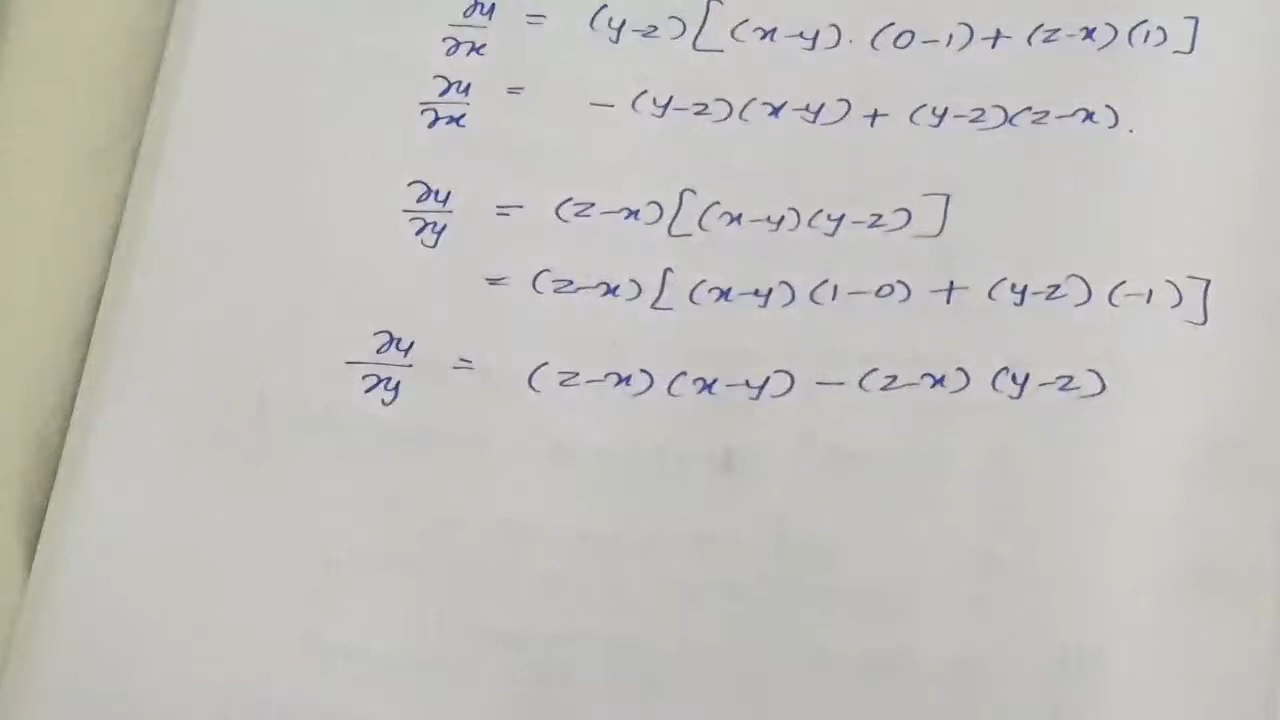 ∂u/∂x = (y-z)[(x-y).(0-1)+(z-x)(1)]
∂u/∂x = -(y-z)(x-y)+(y-z)(z-x).
∂u/∂y = (z-x)[(x-y)(y-z)]
= (z-x)[(x-y)(1-0)+(y-z)(-1)]
∂u/∂y = (z-x)(x-y)-(z-x)(y-z)